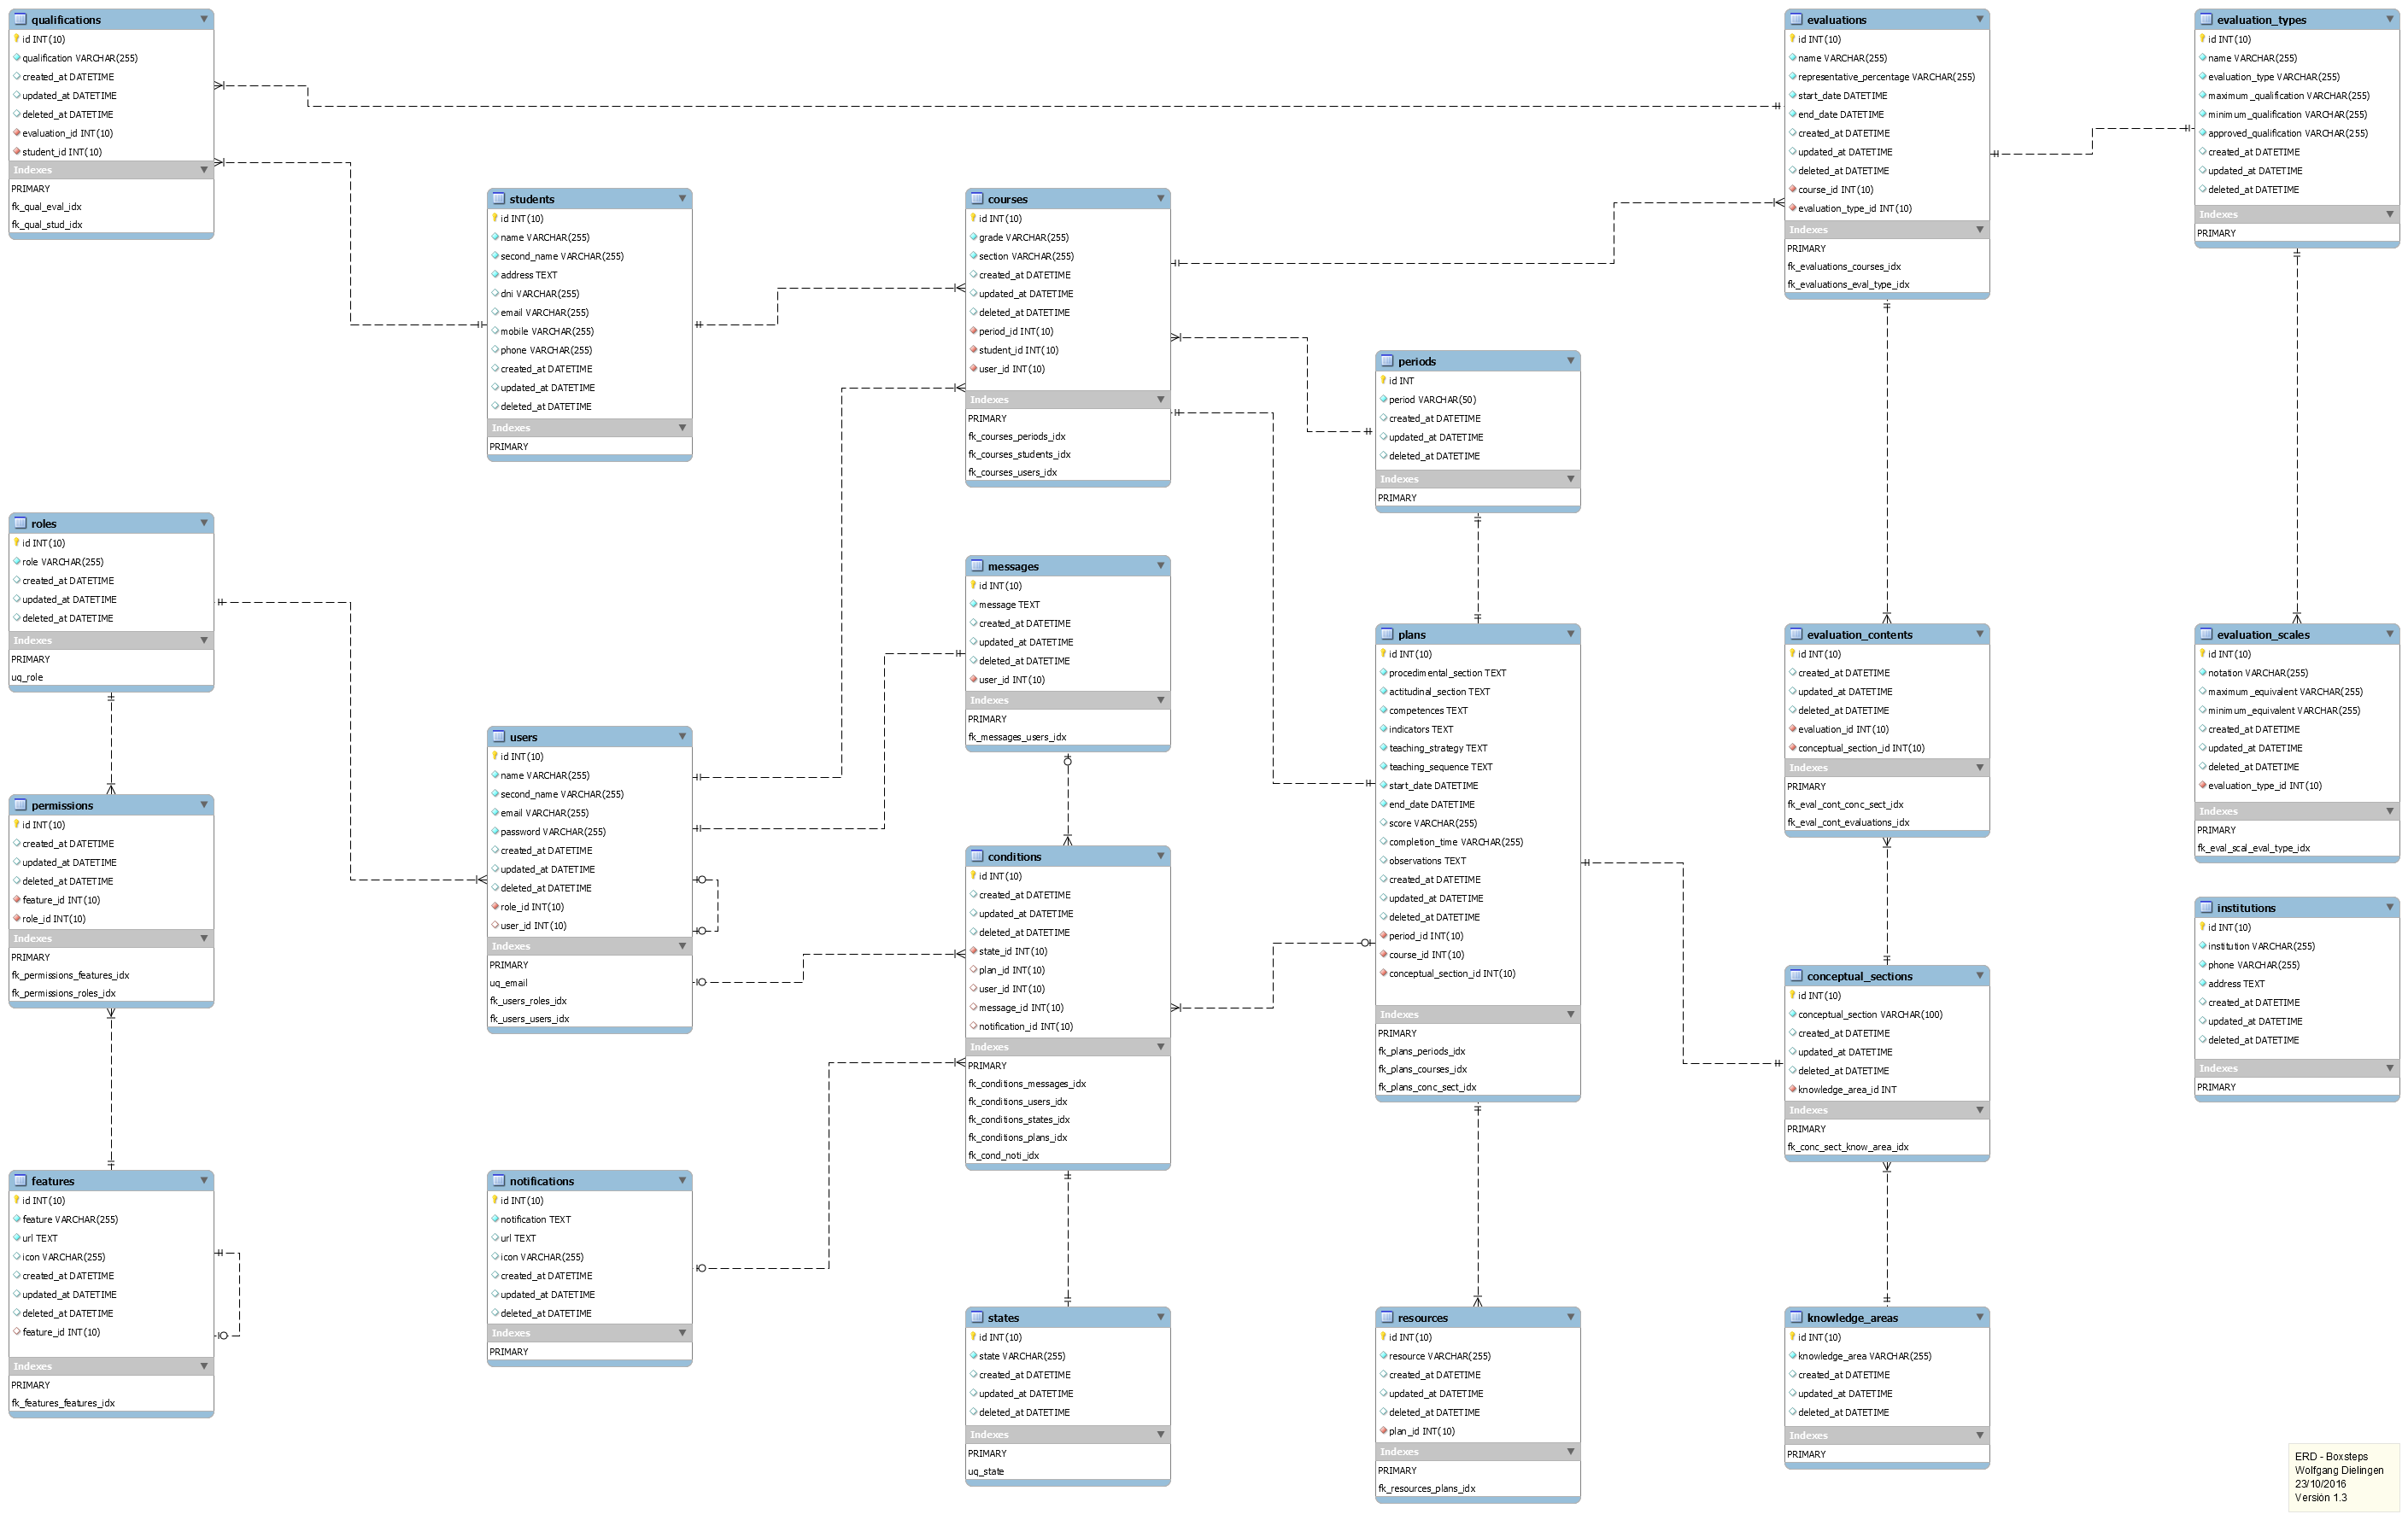 qualifications
id INT(10)
qualification VARCHAR(255)
created_at DATETIME
updated_at DATETIME
deleted_at DATETIME
evaluation_id INT(10)
student_id INT(10)
Indexes
PRIMARY
fk_qual_eval_idx
fk_qual_stud_idx
students
id INT(10)
name VARCHAR(255)
second_name VARCHAR(255)
address TEXT
dni VARCHAR(255)
email VARCHAR(255)
mobile VARCHAR(255)
phone VARCHAR(255)
created_at DATETIME
updated_at DATETIME
deleted_at DATETIME
Indexes
PRIMARY
courses
id INT(10)
grade VARCHAR(255)
section VARCHAR(255)
created_at DATETIME
updated_at DATETIME
deleted_at DATETIME
period_id INT(10)
student_id INT(10)
user_id INT(10)
Indexes
PRIMARY
fk_courses_periods_idx
fk_courses_students_idx
fk_courses_users_idx
periods
id INT
period VARCHAR(50)
created_at DATETIME
updated_at DATETIME
deleted_at DATETIME
Indexes
PRIMARY
evaluations
id INT(10)
name VARCHAR(255)
representative_percentage VARCHAR(255)
start_date DATETIME
end_date DATETIME
created_at DATETIME
updated_at DATETIME
deleted_at DATETIME
course_id INT(10)
evaluation_type_id INT(10)
Indexes
PRIMARY
fk_evaluations_courses_idx
fk_evaluations_eval_type_idx
evaluation_types
id INT(10)
name VARCHAR(255)
evaluation_type VARCHAR(255)
maximum_qualification VARCHAR(255)
minimum_qualification VARCHAR(255)
approved_qualification VARCHAR(255)
created_at DATETIME
updated_at DATETIME
deleted_at DATETIME
Indexes
PRIMARY
roles
id INT(10)
role VARCHAR(255)
created_at DATETIME
updated_at DATETIME
deleted_at DATETIME
Indexes
PRIMARY
uq_role
permissions
id INT(10)
created_at DATETIME
updated_at DATETIME
deleted_at DATETIME
feature_id INT(10)
role_id INT(10)
Indexes
PRIMARY
fk_permissions_features_idx
fk_permissions_roles_idx
features
id INT(10)
feature VARCHAR(255)
url TEXT
icon VARCHAR(255)
created_at DATETIME
updated_at DATETIME
deleted_at DATETIME
feature_id INT(10)
Indexes
PRIMARY
fk_features_features_idx
users
id INT(10)
name VARCHAR(255)
second_name VARCHAR(255)
email VARCHAR(255)
password VARCHAR(255)
created_at DATETIME
updated_at DATETIME
deleted_at DATETIME
role_id INT(10)
user_id INT(10)
Indexes
PRIMARY
uq_email
fk_users_roles_idx
fk_users_users_idx
notifications
id INT(10)
notification TEXT
url TEXT
icon VARCHAR(255)
created_at DATETIME
updated_at DATETIME
deleted_at DATETIME
Indexes
PRIMARY
messages
id INT(10)
message TEXT
created_at DATETIME
updated_at DATETIME
deleted_at DATETIME
user_id INT(10)
Indexes
PRIMARY
fk_messages_users_idx
conditions
id INT(10)
created_at DATETIME
updated_at DATETIME
deleted_at DATETIME
state_id INT(10)
plan_id INT(10)
user_id INT(10)
message_id INT(10)
notification_id INT(10)
Indexes
PRIMARY
fk_conditions_messages_idx
fk_conditions_users_idx
fk_conditions_states_idx
fk_conditions_plans_idx
fk_cond_noti_idx
states
id INT(10)
state VARCHAR(255)
created_at DATETIME
updated_at DATETIME
deleted_at DATETIME
Indexes
PRIMARY
uq_state
plans
id INT(10)
procedimental_section TEXT
actitudinal_section TEXT
competences TEXT
indicators TEXT
teaching_strategy TEXT
teaching_sequence TEXT
start_date DATETIME
end_date DATETIME
score VARCHAR(255)
completion_time VARCHAR(255)
observations TEXT
created_at DATETIME
updated_at DATETIME
deleted_at DATETIME
period_id INT(10)
course_id INT(10)
conceptual_section_id INT(10)
Indexes
PRIMARY
fk_plans_periods_idx
fk_plans_courses_idx
fk_plans_conc_sect_idx
resources
id INT(10)
resource VARCHAR(255)
created_at DATETIME
updated_at DATETIME
deleted_at DATETIME
plan_id INT(10)
Indexes
PRIMARY
fk_resources_plans_idx
evaluation_contents
id INT(10)
created_at DATETIME
updated_at DATETIME
deleted_at DATETIME
evaluation_id INT(10)
conceptual_section_id INT(10)
Indexes
PRIMARY
fk_eval_cont_conc_sect_idx
fk_eval_cont_evaluations_idx
conceptual_sections
id INT(10)
conceptual_section VARCHAR(100)
created_at DATETIME
updated_at DATETIME
deleted_at DATETIME
knowledge_area_id INT
Indexes
PRIMARY
fk_conc_sect_know_area_idx
knowledge_areas
id INT(10)
knowledge_area VARCHAR(255)
created_at DATETIME
updated_at DATETIME
deleted_at DATETIME
Indexes
PRIMARY
evaluation_scales
id INT(10)
notation VARCHAR(255)
maximum_equivalent VARCHAR(255)
minimum_equivalent VARCHAR(255)
created_at DATETIME
updated_at DATETIME
deleted_at DATETIME
evaluation_type_id INT(10)
Indexes
PRIMARY
fk_eval_scal_eval_type_idx
institutions
id INT(10)
institution VARCHAR(255)
phone VARCHAR(255)
address TEXT
created_at DATETIME
updated_at DATETIME
deleted_at DATETIME
Indexes
PRIMARY
ERD - Boxsteps
Wolfgang Dielingen
23/10/2016
Versión 1.3